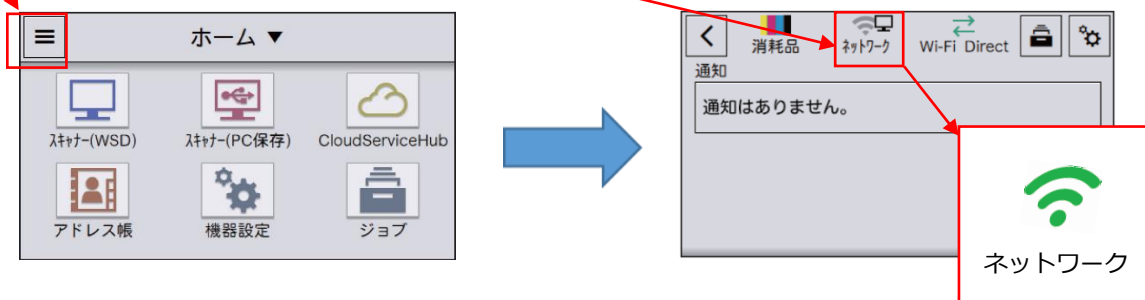 ホーム ▼
ｽｷｬﾅｰ(WSD)
ｽｷｬﾅｰ(PC保存)
CloudServiceHub
アドレス帳
機器設定
ジョブ
消耗品
ﾈｯﾄﾜｰｸ
Wi-Fi Direct
通知
通知はありません。
ネットワーク